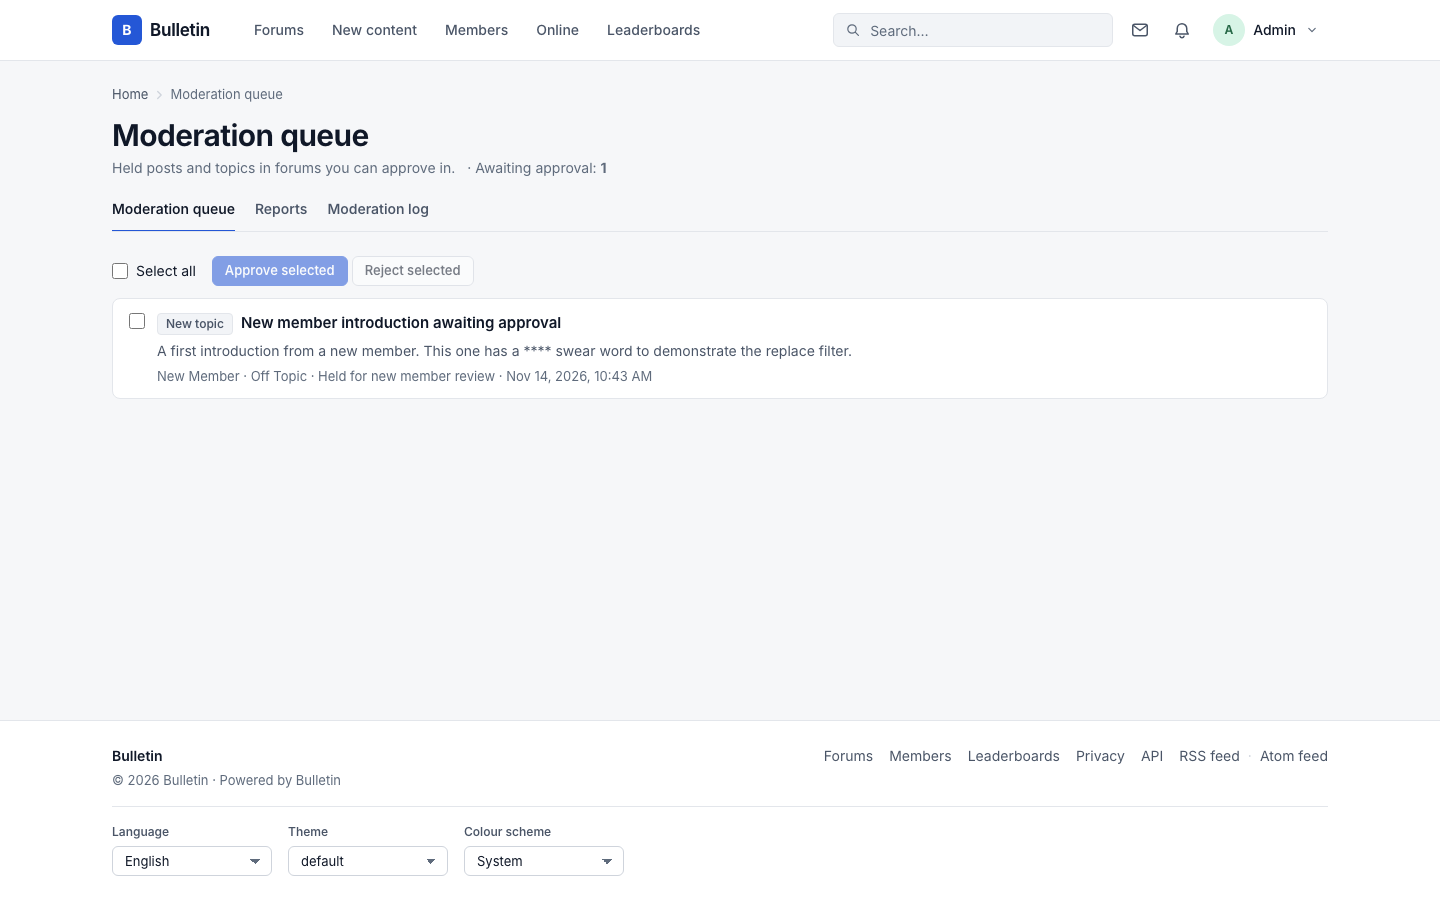 B Bulletin Forums New content Members Online Leaderboards Search... A Admin
Home Moderation queue
Moderation queue
Held posts and topics in forums you can approve in. · Awaiting approval: 1
Moderation queue Reports Moderation log
Select all Approve selected Reject selected
New topic New member introduction awaiting approval
A first introduction from a new member. This one has a **** swear word to demonstrate the replace filter.
New Member · Off Topic · Held for new member review · Nov 14, 2026, 10:43 AM
Bulletin Forums Members Leaderboards Privacy API RSS feed · Atom feed
© 2026 Bulletin · Powered by Bulletin
Language Theme Colour scheme
English default System